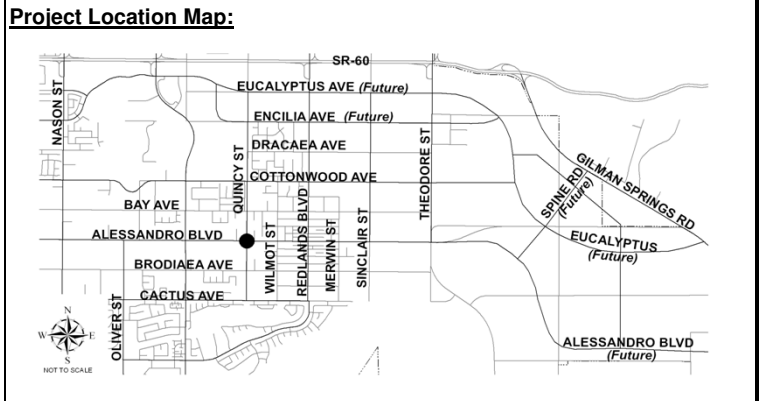 Project Location Map:
SR-60
NASON ST
EUCALYPTUS AVE (Future)
ENCILIA AVE (Future)
DRACAEA AVE
QUINCY ST
COTTONWOOD AVE
THEODORE ST
GILMAN SPRINGS RD
SPINE RD
(Future)
BAY AVE
ALESSANDRO BLVD
WILMOT ST
REDLANDS BLVD
MERWIN ST
SINCLAIR ST
EUCALYPTUS
(Future)
BRODIAEA AVE
CACTUS AVE
OLIVER ST
N
W
E
S
NOT TO SCALE
ALESSANDRO BLVD
(Future)